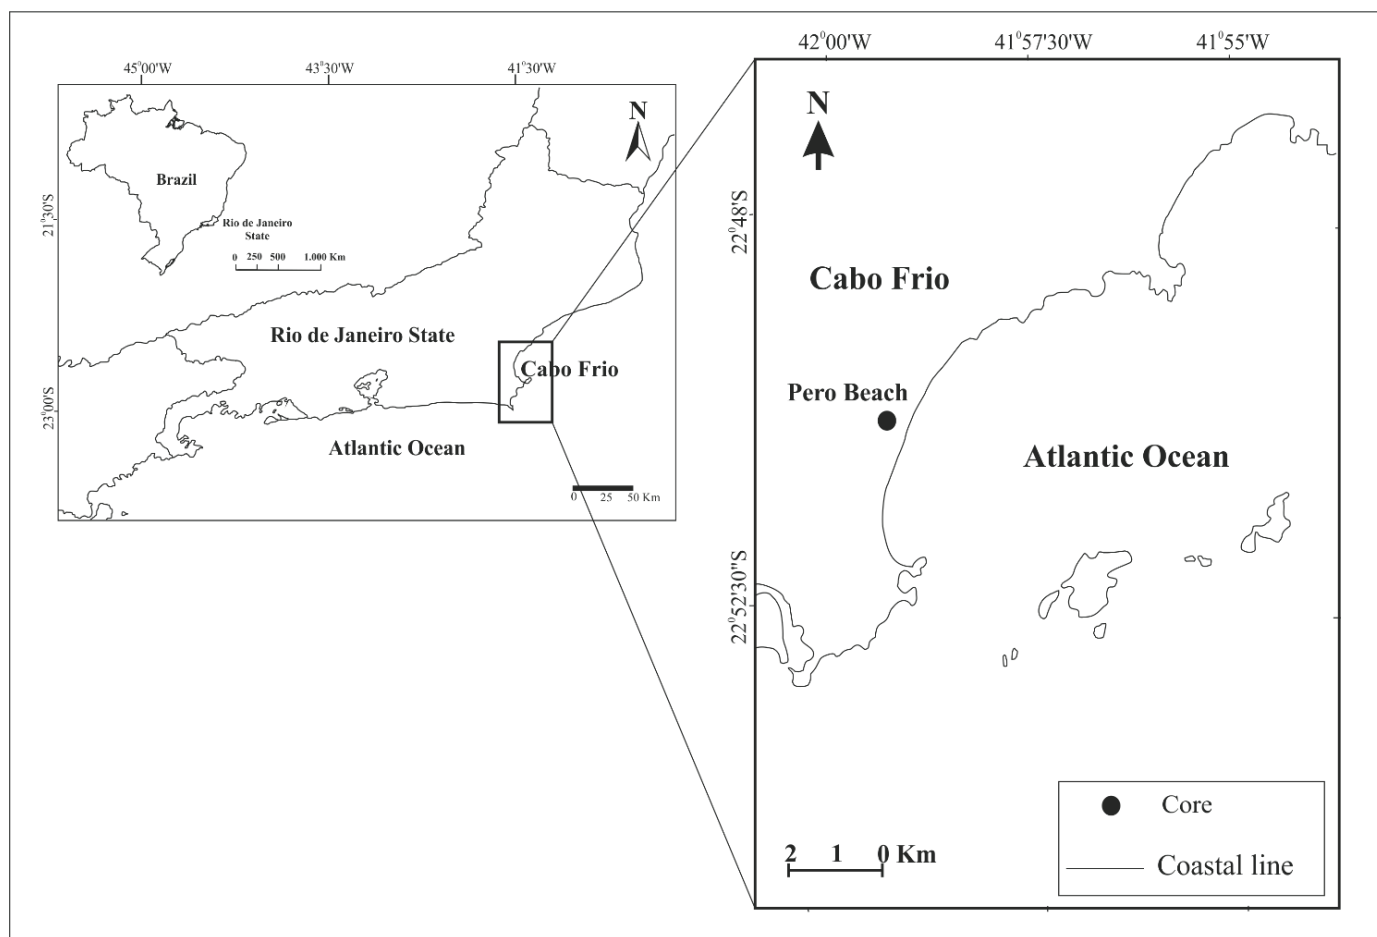 45°00'W 43°30'W 41°30'W
N
Brazil
21°30'S
Rio de Janeiro
State
0 250 500 1.000 Km
Rio de Janeiro State
Cabo Frio
23°00'S
Atlantic Ocean
0 25 50 Km
42°00'W 41°57'30'W 41°55'W
N
22°48'S
Cabo Frio
Pero Beach
Atlantic Ocean
22°52'30"S
Core
2 1 0 Km
Coastal line